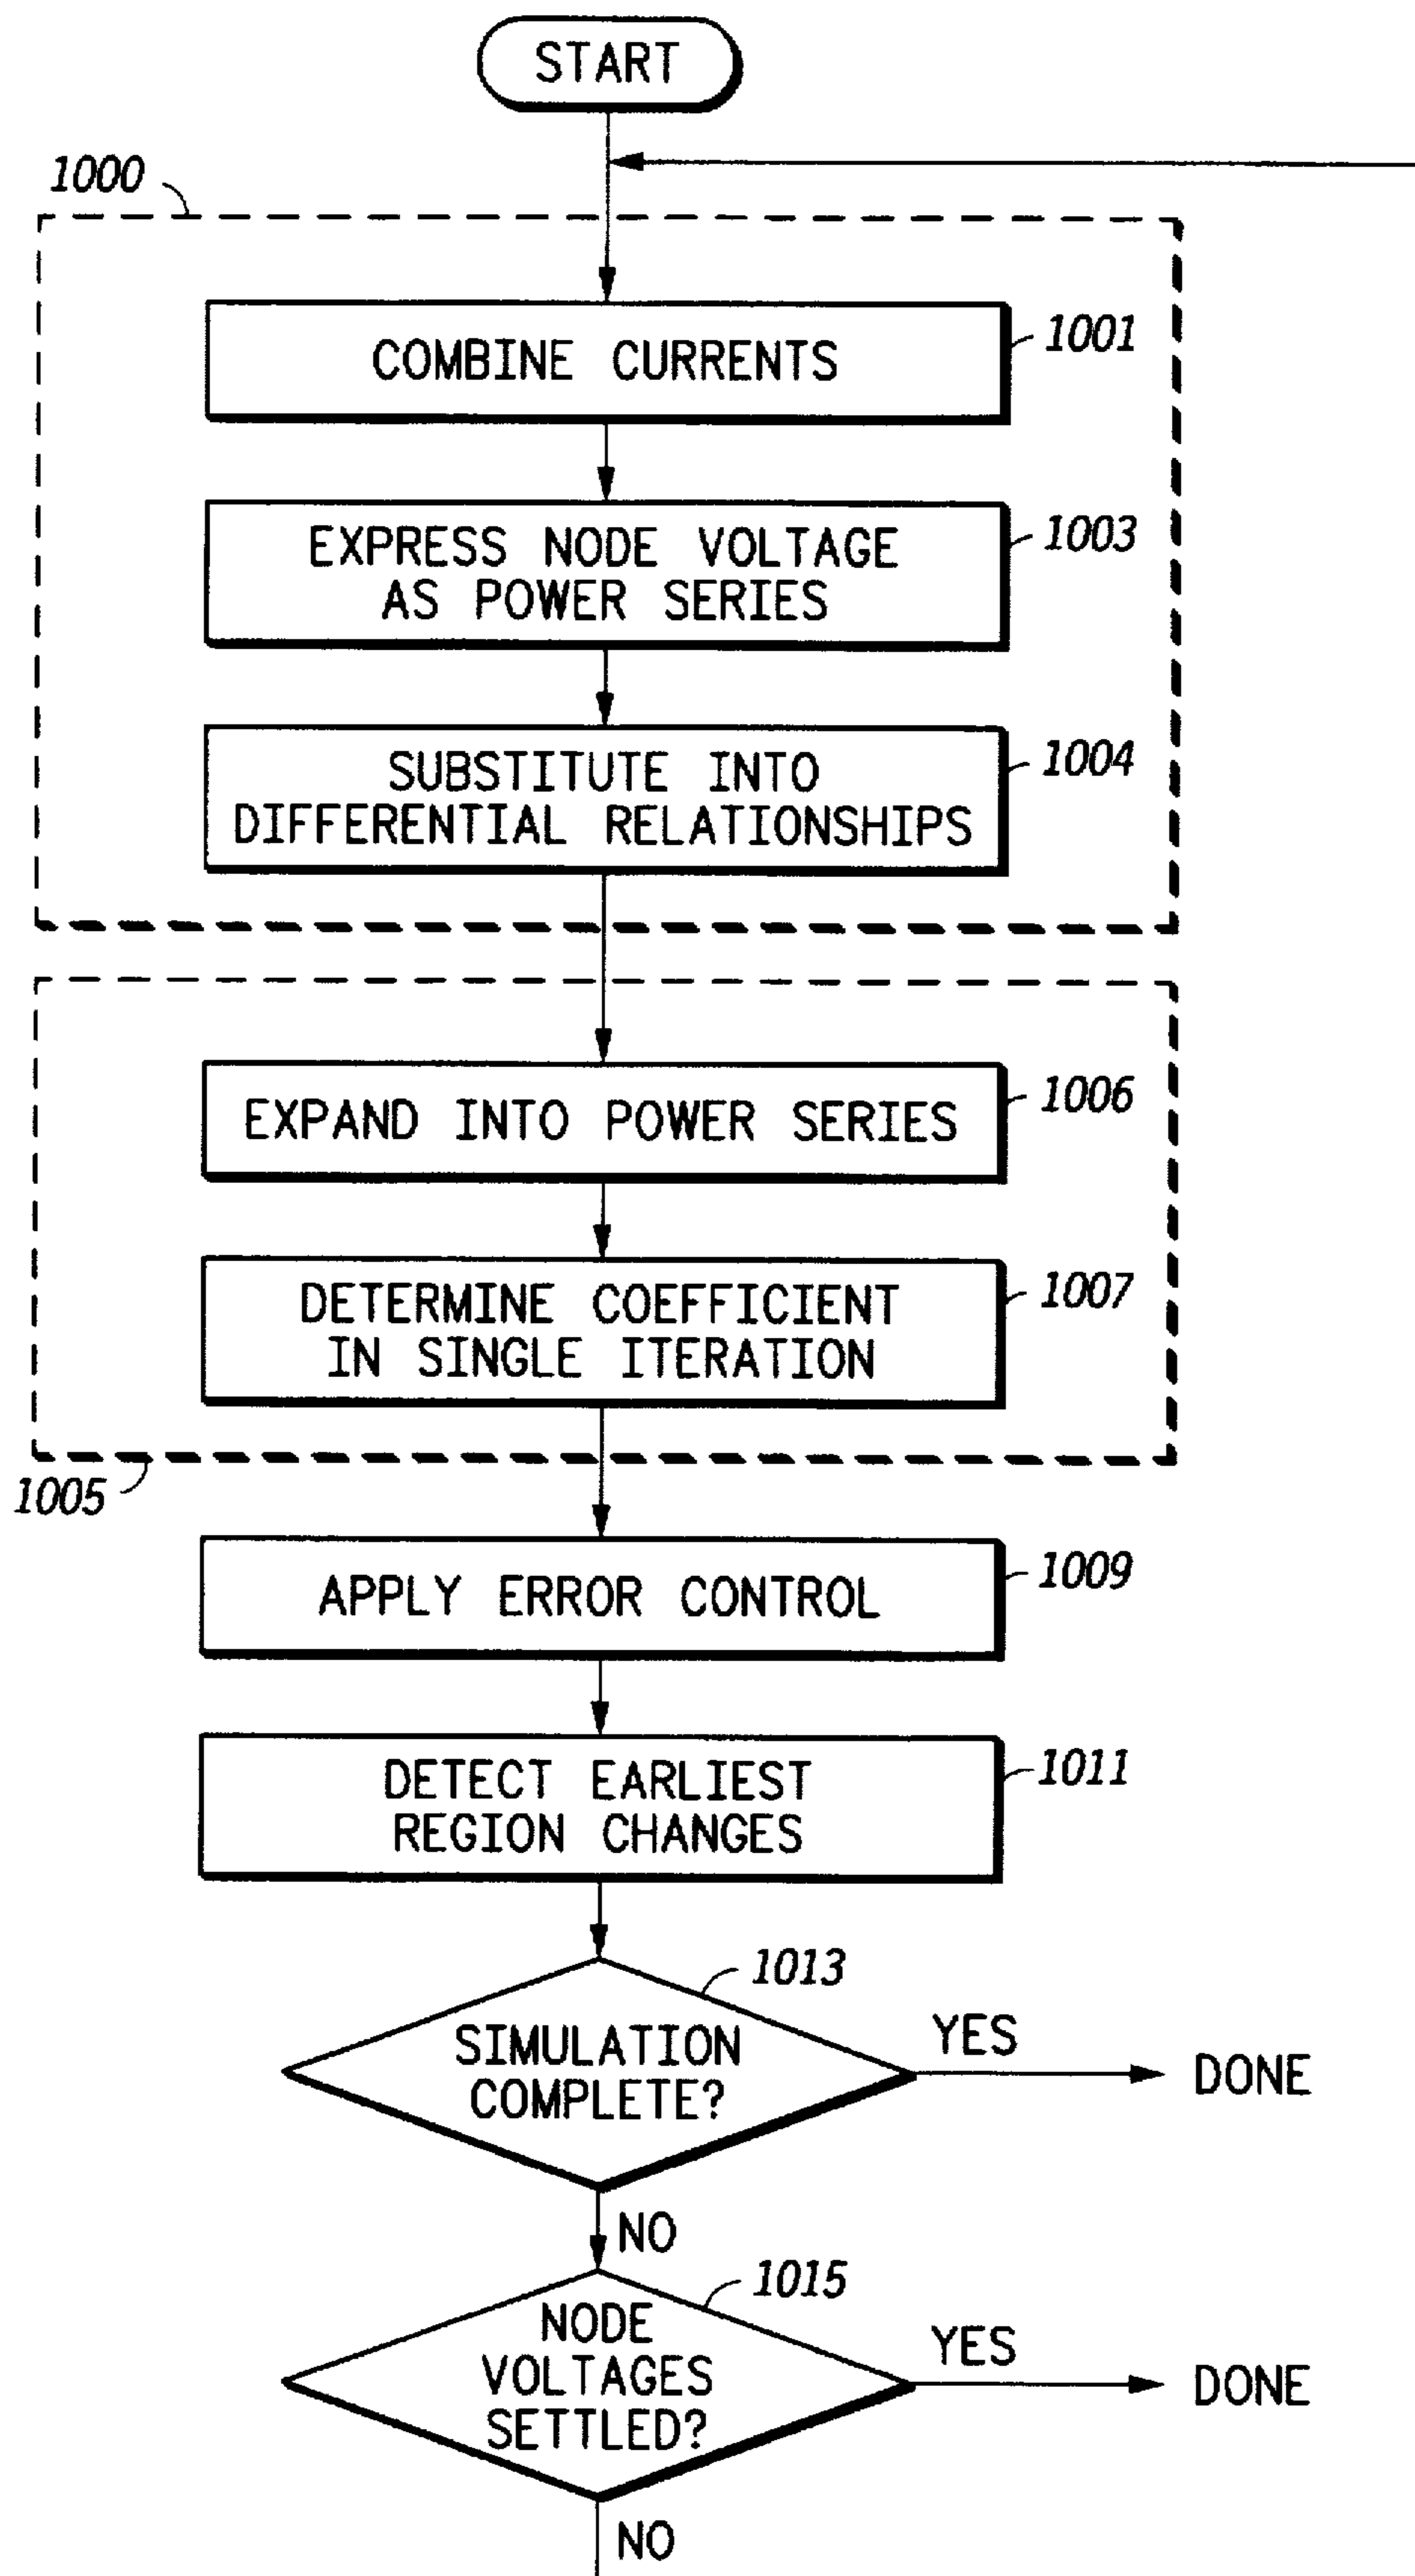 START
1000
COMBINE CURRENTS
1001
EXPRESS NODE VOLTAGE
AS POWER SERIES
1003
SUBSTITUTE INTO
DIFFERENTIAL RELATIONSHIPS
1004
EXPAND INTO POWER SERIES
1006
DETERMINE COEFFICIENT
IN SINGLE ITERATION
1007
1005
APPLY ERROR CONTROL
1009
DETECT EARLIEST
REGION CHANGES
1011
1013
SIMULATION
COMPLETE?
YES
DONE
NO
1015
NODE
VOLTAGES
SETTLED?
YES
DONE
NO